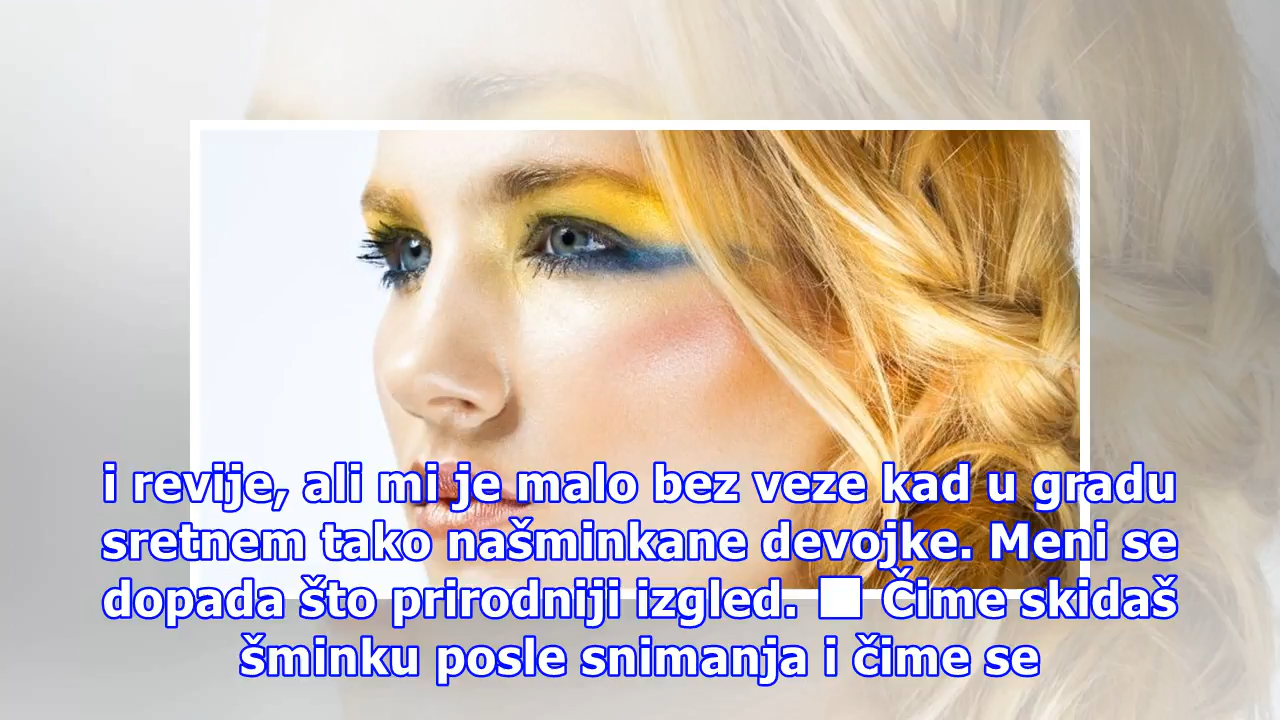 i revije, ali mi je malo bez veze kad u gradu
sretnem tako našminkane devojke. Meni se
dopada što prirodniji izgled. ■ Čime skidaš
šminku posle snimanja i čime se